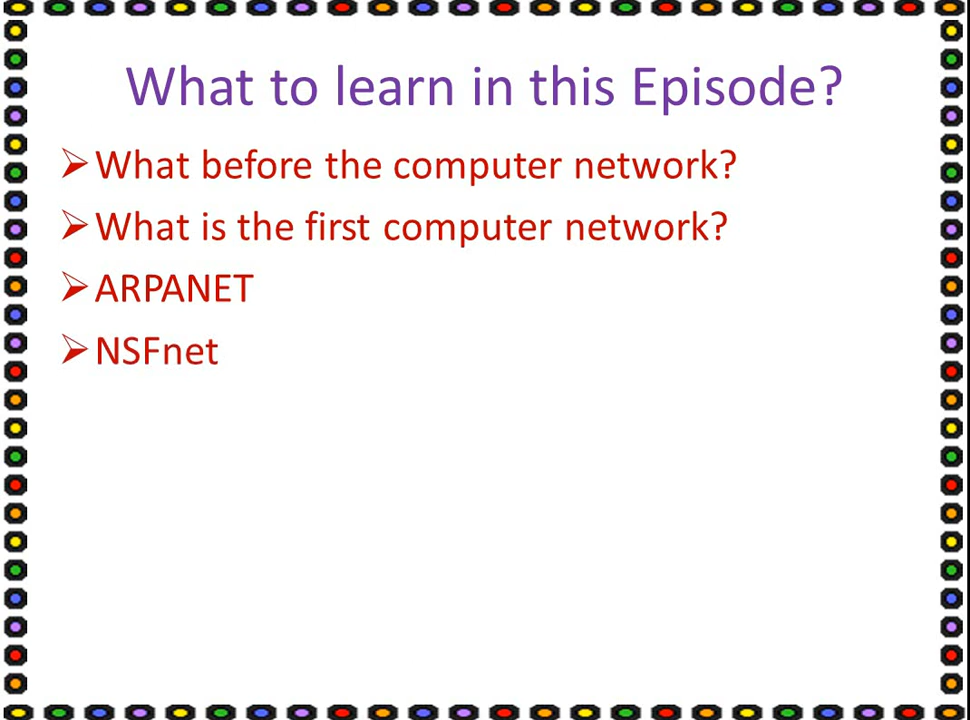 What to learn in this Episode?
➢What before the computer network?
➢What is the first computer network?
➢ARPANET
➢NSFnet